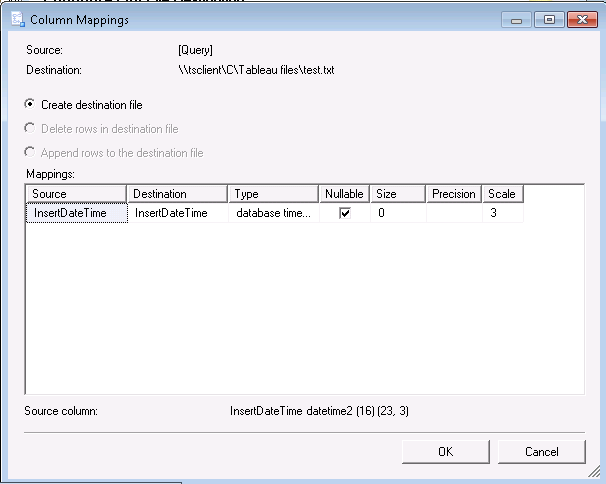 Column Mappings
Source: [Query]
Destination: \\tsclient\C\Tableau files\test.txt
Create destination file
Delete rows in destination file
Append rows to the destination file
Mappings:
Source Destination Type Nullable Size Precision Scale
InsertDateTime InsertDateTime database time... 0 3
Source column: InsertDateTime datetime2 (16) (23, 3)
OK Cancel